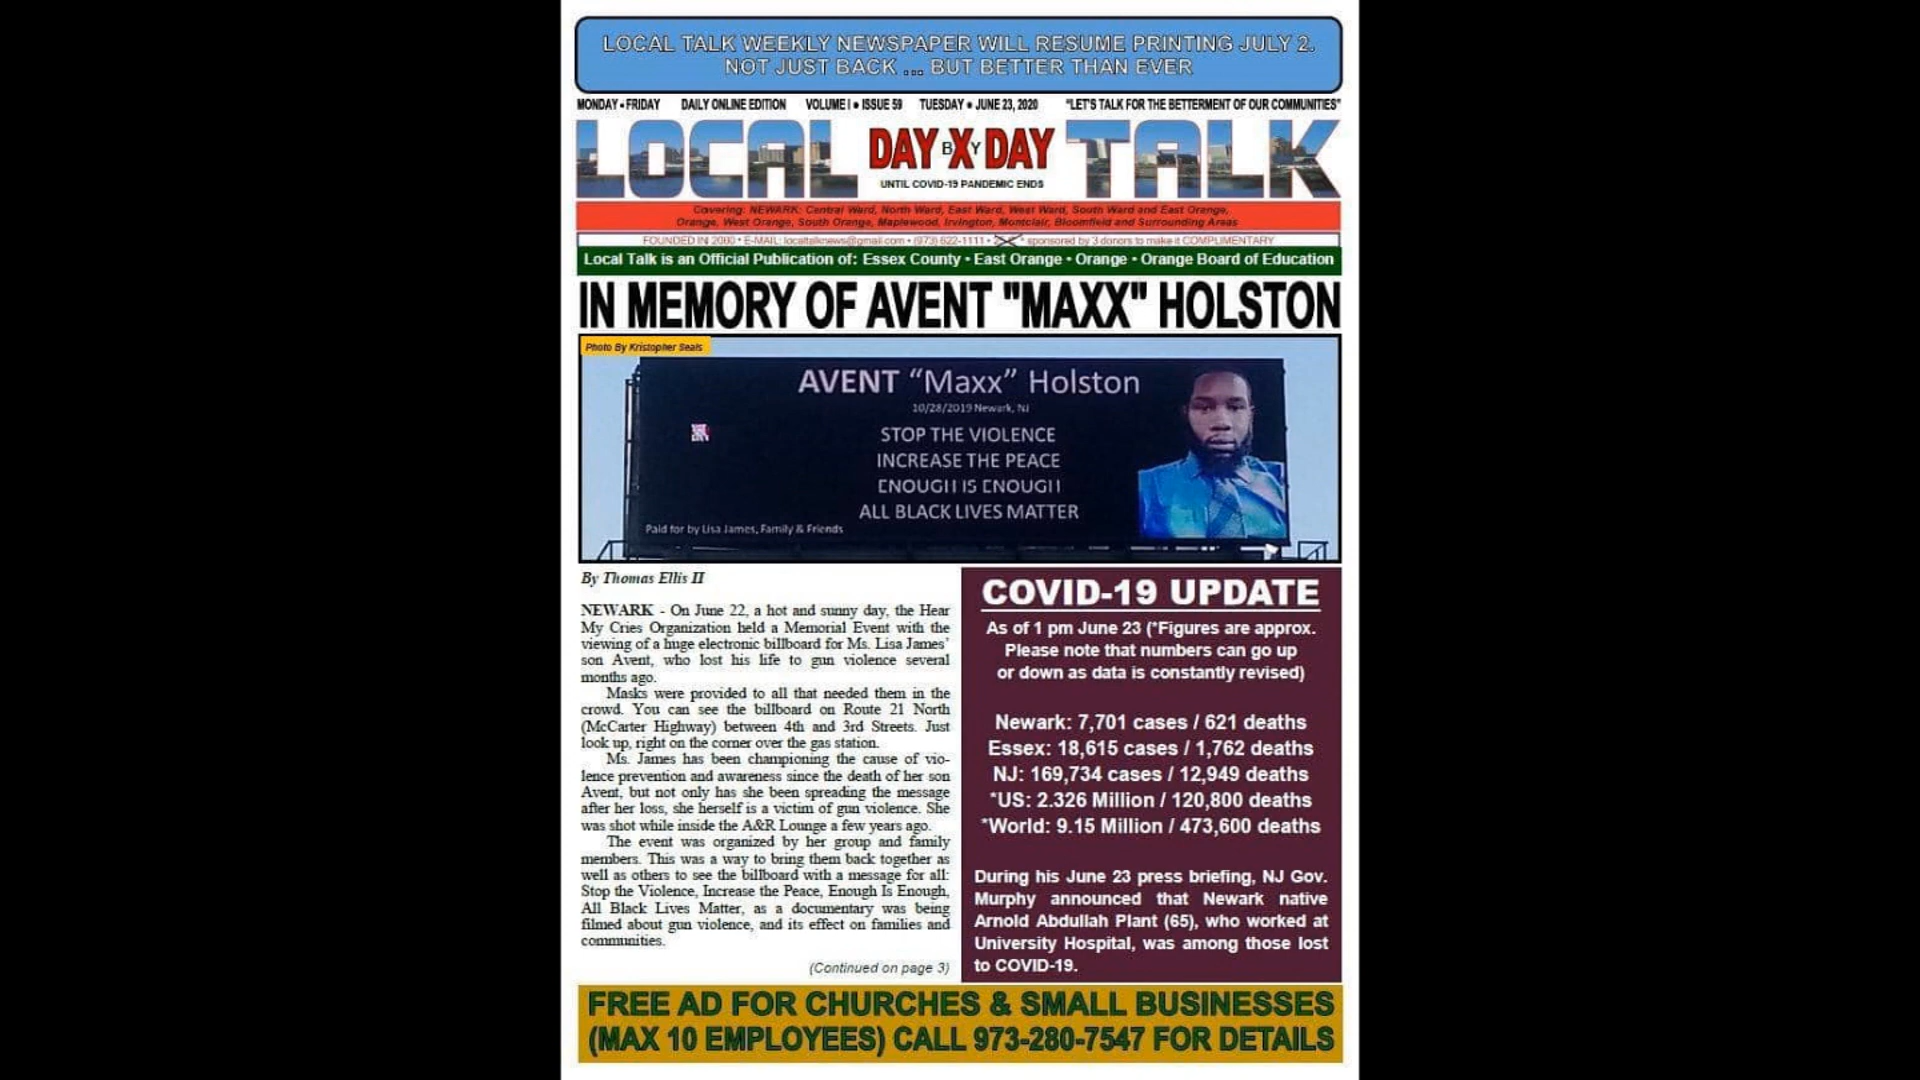 LOCAL TALK WEEKLY NEWSPAPER WILL RESUME PRINTING JULY 2.
NOT JUST BACK ... BUT BETTER THAN EVER
MONDAY • FRIDAY DAILY ONLINE EDITION VOLUME I • ISSUE 59 TUESDAY • JUNE 23, 2020 "LET'S TALK FOR THE BETTERMENT OF OUR COMMUNITIES"
LOCAL DAY BXY DAY TALK
UNTIL COVID-19 PANDEMIC ENDS
Covering: NEWARK: Central Ward, North Ward, East Ward, West Ward, South Ward and East Orange,
Orange, West Orange, South Orange, Maplewood, Irvington, Montclair, Bloomfield and Surrounding Areas
FOUNDED IN 2000 • E-MAIL: localtalknews@gmail.com • (973) 622-1111 • sponsored by 3 donors to make it COMPLIMENTARY
Local Talk is an Official Publication of: Essex County • East Orange • Orange • Orange Board of Education
IN MEMORY OF AVENT "MAXX" HOLSTON
Photo By Kristopher Seals
AVENT “Maxx” Holston
10/28/2019 Newark, NJ
STOP THE VIOLENCE
INCREASE THE PEACE
ENOUGH IS ENOUGH
ALL BLACK LIVES MATTER
Paid for by Lisa James, Family & Friends
By Thomas Ellis II
NEWARK - On June 22, a hot and sunny day, the Hear
My Cries Organization held a Memorial Event with the
viewing of a huge electronic billboard for Ms. Lisa James'
son Avent, who lost his life to gun violence several
months ago.
Masks were provided to all that needed them in the
crowd. You can see the billboard on Route 21 North
(McCarter Highway) between 4th and 3rd Streets. Just
look up, right on the corner over the gas station.
Ms. James has been championing the cause of vio-
lence prevention and awareness since the death of her son
Avent, but not only has she been spreading the message
after her loss, she herself is a victim of gun violence. She
was shot while inside the A&R Lounge a few years ago.
The event was organized by her group and family
members. This was a way to bring them back together as
well as others to see the billboard with a message for all:
Stop the Violence, Increase the Peace, Enough Is Enough,
All Black Lives Matter, as a documentary was being
filmed about gun violence, and its effect on families and
communities.
(Continued on page 3)
COVID-19 UPDATE
As of 1 pm June 23 (*Figures are approx.
Please note that numbers can go up
or down as data is constantly revised)
Newark: 7,701 cases / 621 deaths
Essex: 18,615 cases / 1,762 deaths
NJ: 169,734 cases / 12,949 deaths
*US: 2.326 Million / 120,800 deaths
*World: 9.15 Million / 473,600 deaths
During his June 23 press briefing, NJ Gov.
Murphy announced that Newark native
Arnold Abdullah Plant (65), who worked at
University Hospital, was among those lost
to COVID-19.
FREE AD FOR CHURCHES & SMALL BUSINESSES
(MAX 10 EMPLOYEES) CALL 973-280-7547 FOR DETAILS